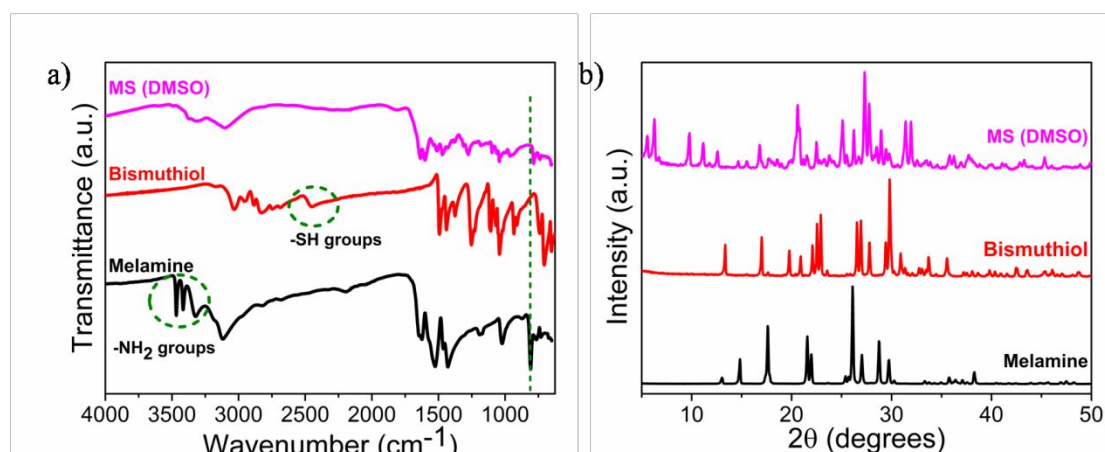 a)
MS (DMSO)
Bismuthiol
-SH groups
Melamine
-NH₂ groups
Transmittance (a.u.)
4000 3500 3000 2500 2000 1500 1000
Wavenumber (cm⁻¹)
b)
MS (DMSO)
Bismuthiol
Melamine
Intensity (a.u.)
10 20 30 40 50
2θ (degrees)